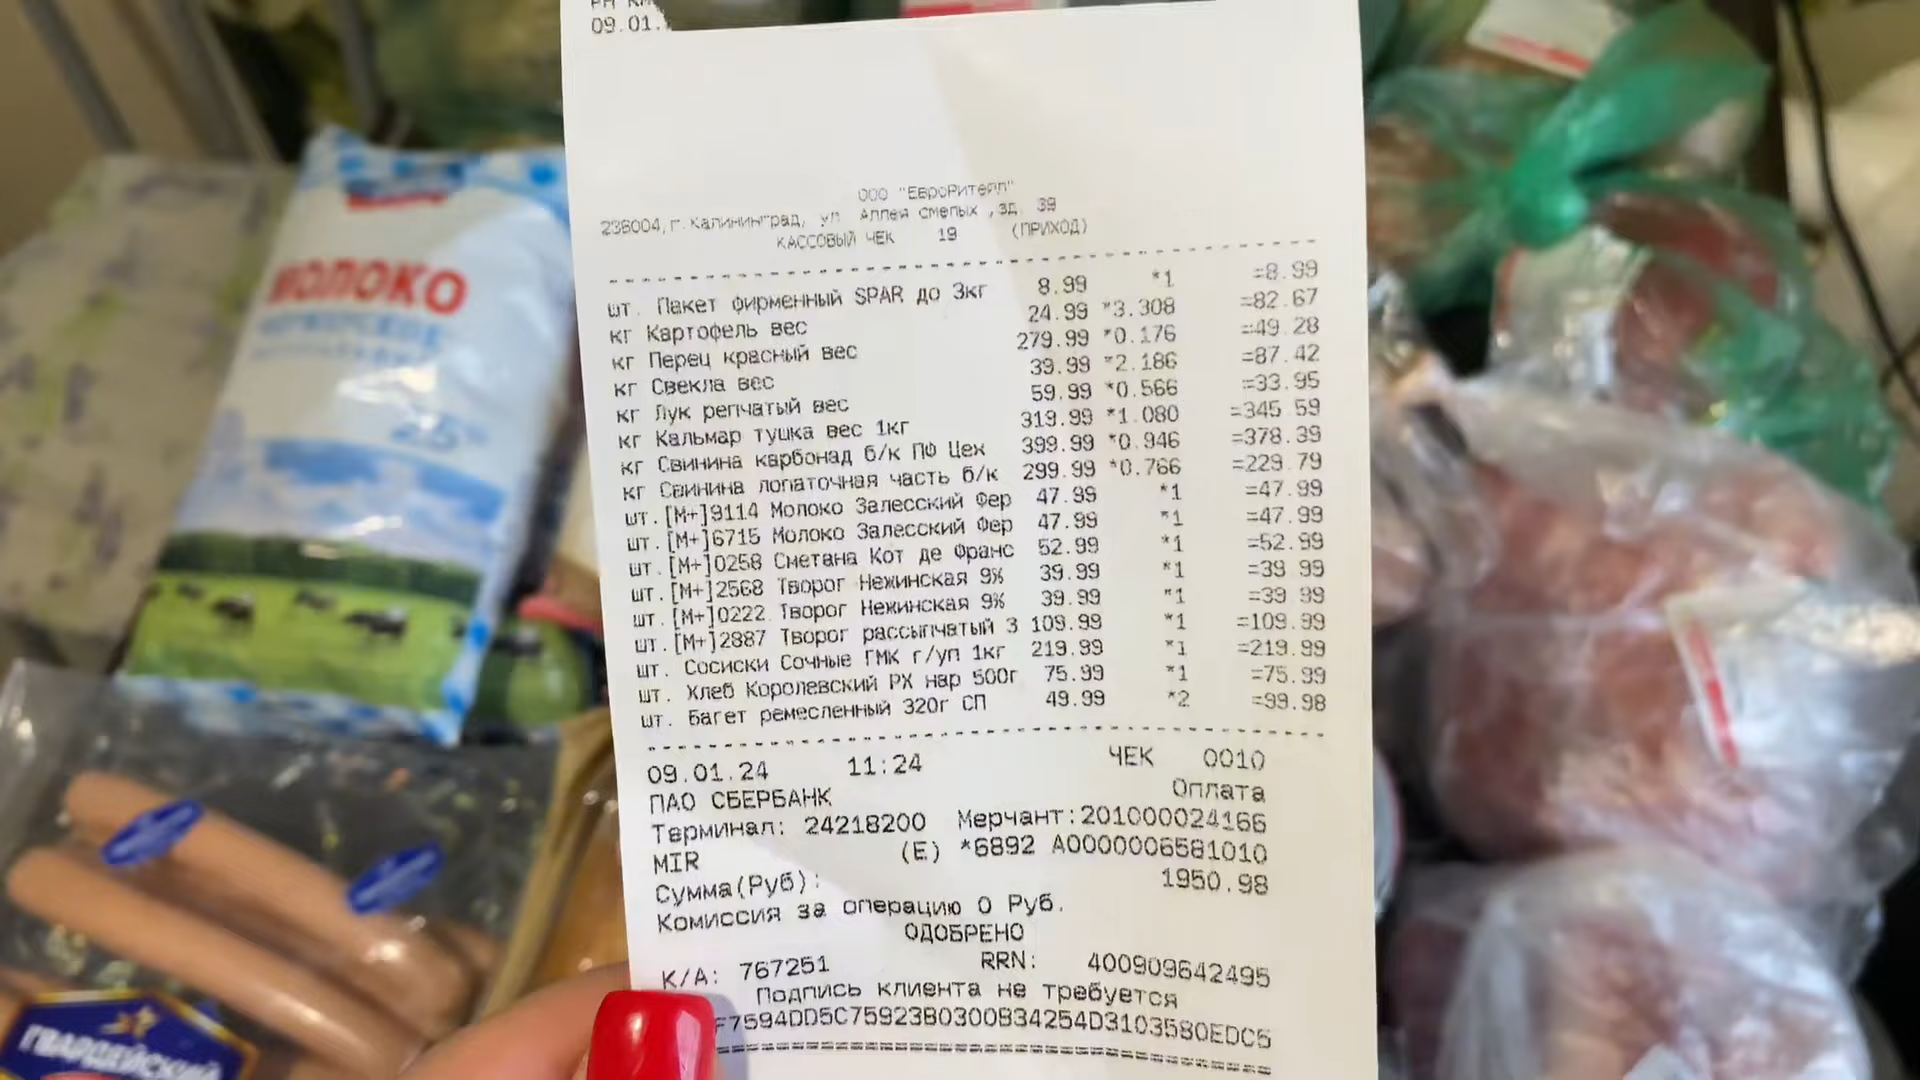 09.01.
ООО "ЕвроРитейл"
236004,г.Калининград, ул. Аллея смелых ,зд. 39
КАССОВЫЙ ЧЕК 19 (ПРИХОД)
шт. Пакет фирменный SPAR до 3кг 8.99 *1 =8.99
кг Картофель вес 24.99 *3.308 =82.67
кг Перец красный вес 279.99 *0.176 =49.28
кг Свекла вес 39.99 *2.186 =87.42
кг Лук репчатый вес 59.99 *0.566 =33.95
кг Кальмар тушка вес 1кг 319.99 *1.080 =345.59
кг Свинина карбонад б/к ПФ Цех 399.99 *0.946 =378.39
кг Свинина лопаточная часть б/к 299.99 *0.766 =229.79
шт.[М+]9114 Молоко Залесский Фер 47.99 *1 =47.99
шт.[М+]6715 Молоко Залесский Фер 47.99 *1 =47.99
шт.[М+]0258 Сметана Кот де Франс 52.99 *1 =52.99
шт.[М+]2568 Творог Нежинская 9% 39.99 *1 =39.99
шт.[М+]0222 Творог Нежинская 9% 39.99 *1 =39.99
шт.[М+]2887 Творог рассыпчатый З 109.99 *1 =109.99
шт. Сосиски Сочные ГМК г/уп 1кг 219.99 *1 =219.99
шт. Хлеб Королевский РХ нар 500г 75.99 *1 =75.99
шт. Багет ремесленный 320г СП 49.99 *2 =99.98
09.01.24 11:24 ЧЕК 0010
ПАО СБЕРБАНК Оплата
Терминал: 24218200 Мерчант:201000024166
MIR (E) *6892 A0000006581010
Сумма(Руб): 1950.98
Комиссия за операцию 0 Руб.
ОДОБРЕНО
К/А: 767251 RRN: 400909642495
Подпись клиента не требуется
F7594DD5C75923B0300B34254D3103580EDC5
МОЛОКО
2.5%
ГВАРДЕЙСКИЙ